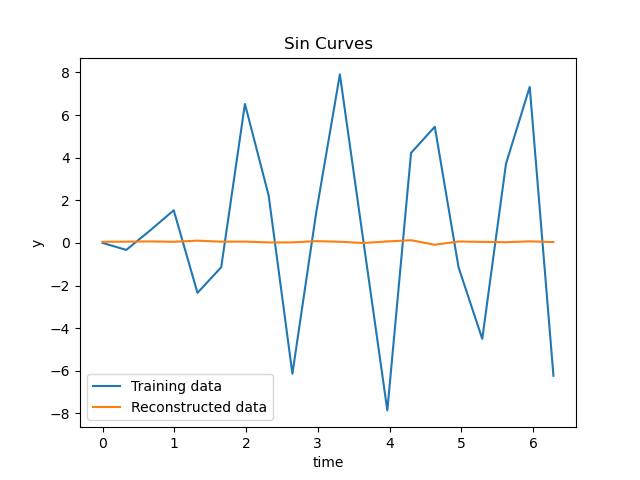 Sin Curves
8
6
4
2
0
−2
−4
−6
−8
y
Training data
Reconstructed data
0 1 2 3 4 5 6
time